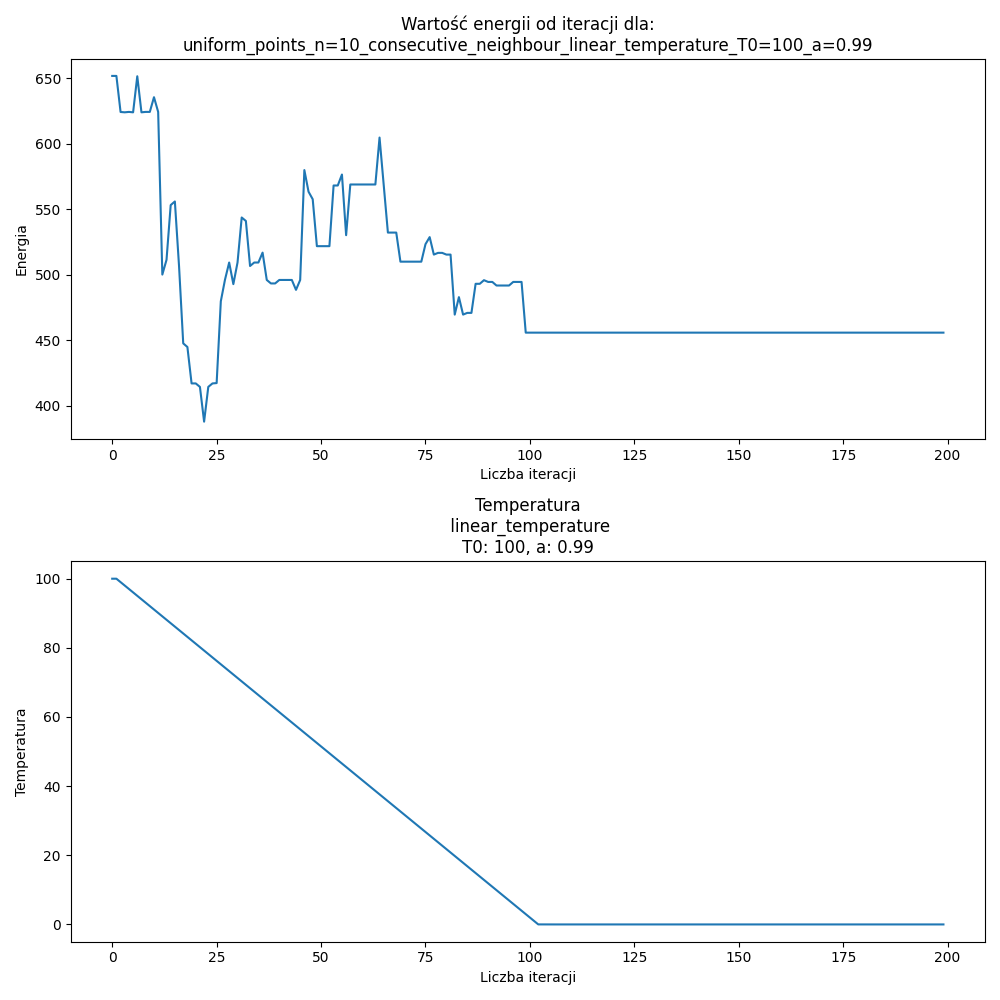 Wartość energii od iteracji dla:
uniform_points_n=10_consecutive_neighbour_linear_temperature_T0=100_a=0.99
650
600
550
500
450
400
Energia
0 25 50 75 100 125 150 175 200
Liczba iteracji
Temperatura
linear_temperature
T0: 100, a: 0.99
100
80
60
40
20
0
Temperatura
0 25 50 75 100 125 150 175 200
Liczba iteracji